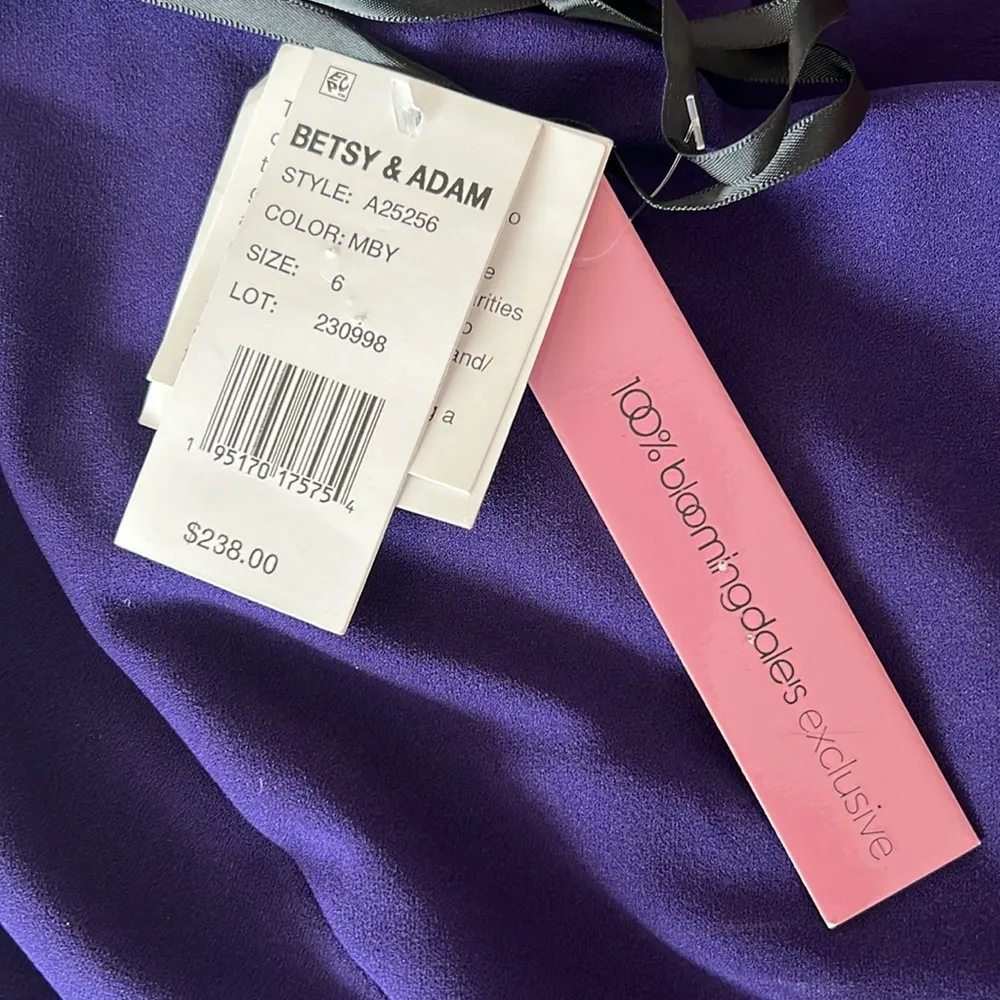 EPC
BETSY & ADAM
STYLE: A25256
COLOR: MBY
SIZE: 6
LOT: 230998
1 95170 17575 4
$238.00
o
e
rities
o
and/
g a
100% bloomingdale's exclusive